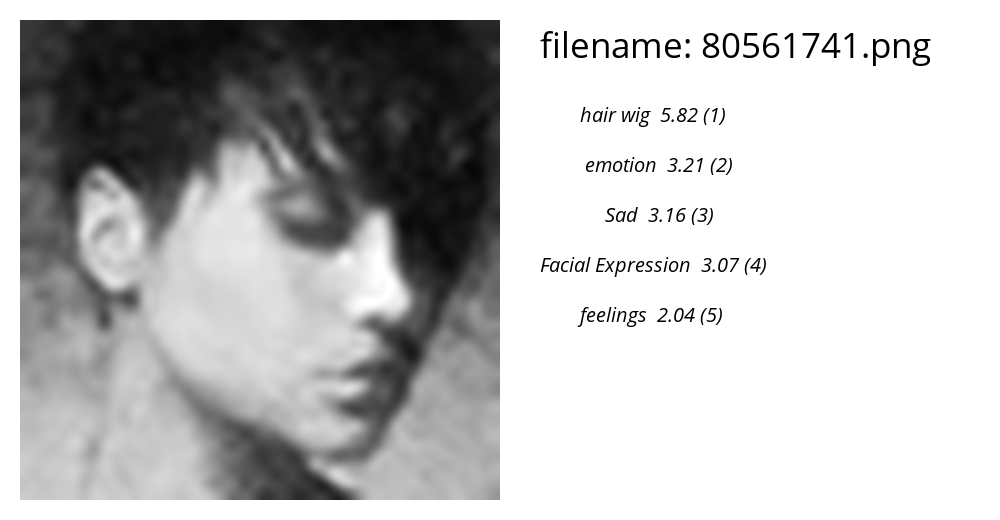 filename: 80561741.png
hair wig 5.82 (1)
emotion 3.21 (2)
Sad 3.16 (3)
Facial Expression 3.07 (4)
feelings 2.04 (5)